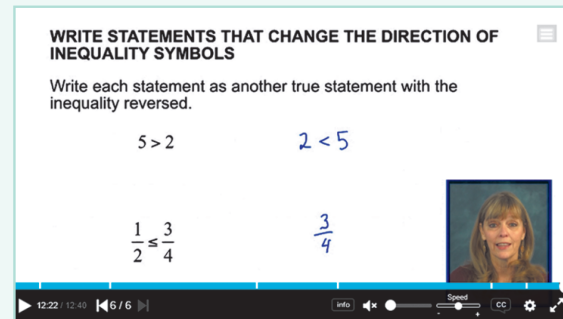 WRITE STATEMENTS THAT CHANGE THE DIRECTION OF
INEQUALITY SYMBOLS
Write each statement as another true statement with the
inequality reversed.
5 > 2 2 < 5
1/2 ≤ 3/4 3/4
12:22 / 12:40 6 / 6 info Speed - + CC